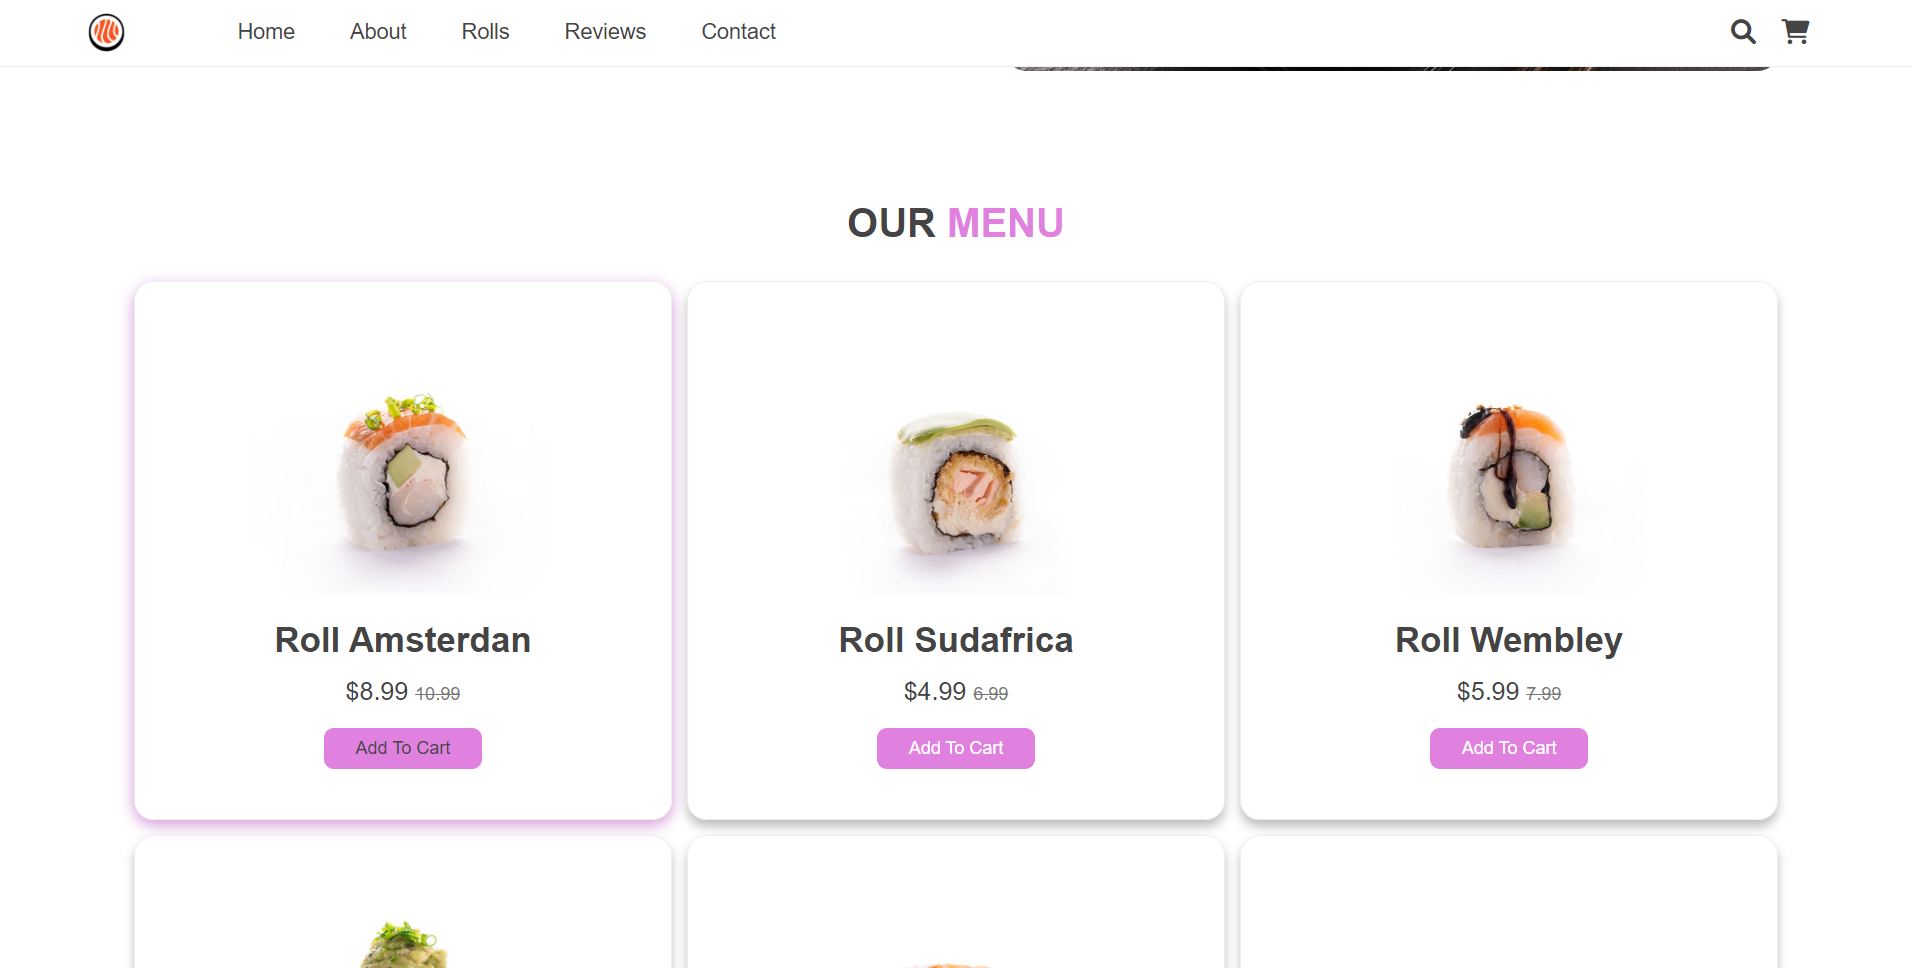 Home About Rolls Reviews Contact
OUR MENU
Roll Amsterdan
$8.99 10.99
Add To Cart
Roll Sudafrica
$4.99 6.99
Add To Cart
Roll Wembley
$5.99 7.99
Add To Cart